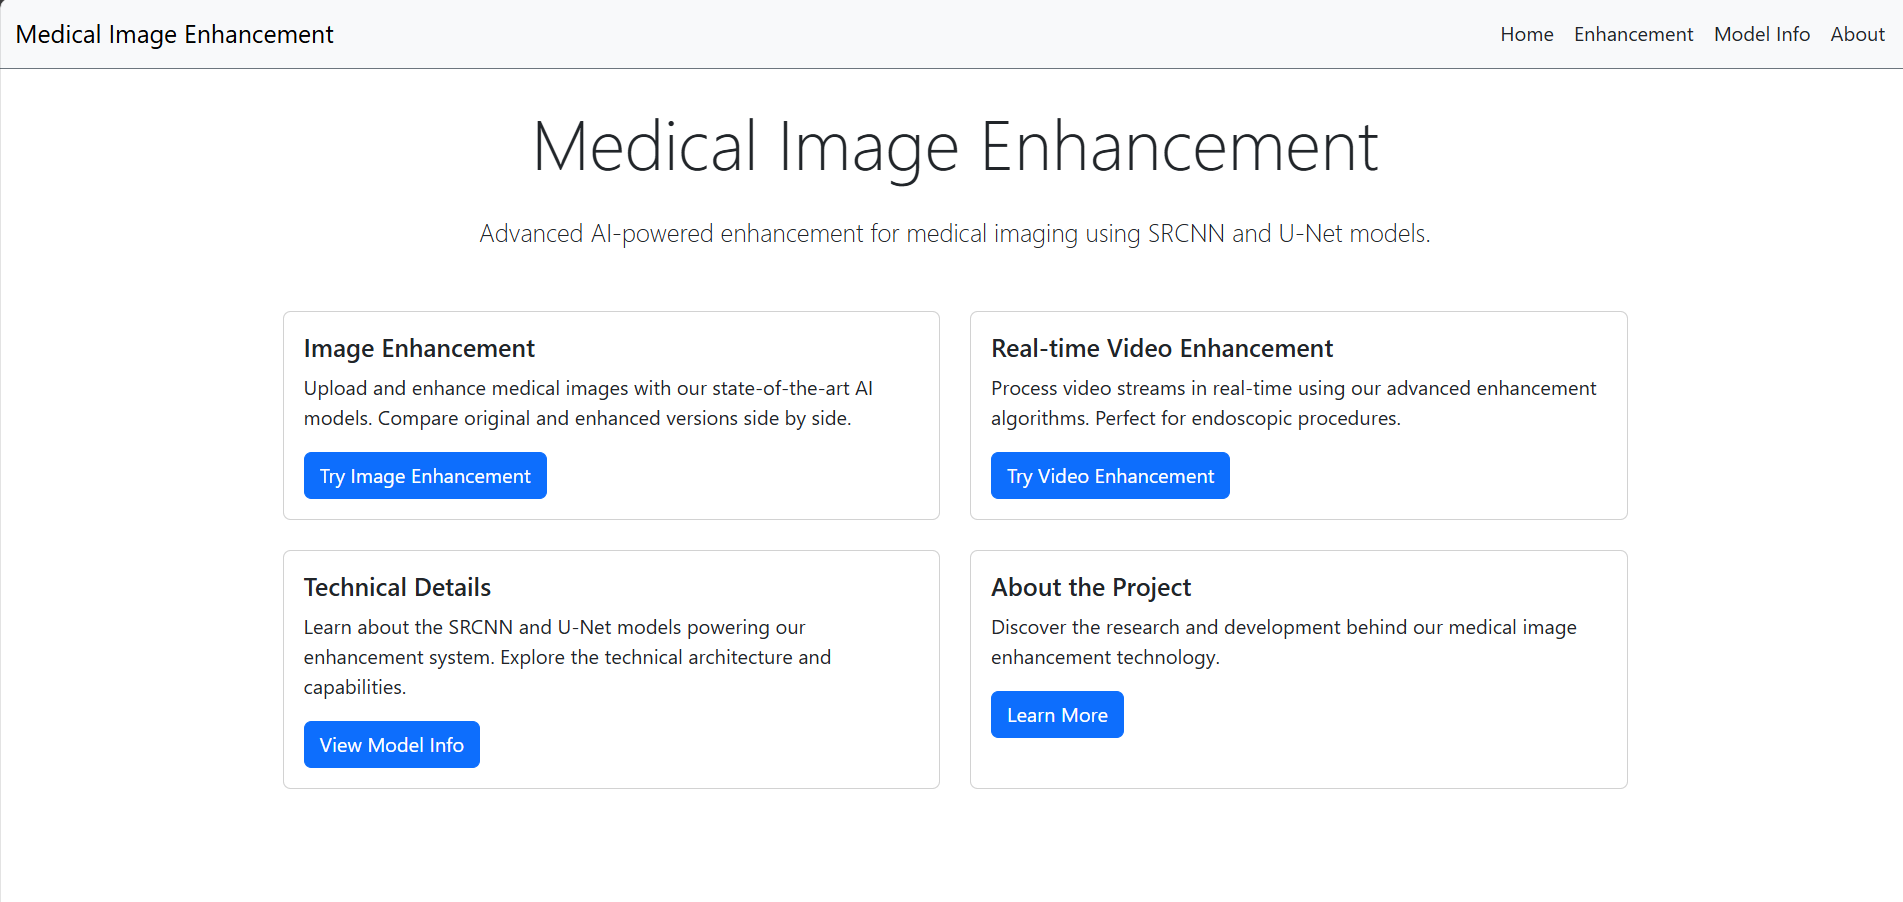 Medical Image Enhancement
Home Enhancement Model Info About
Medical Image Enhancement
Advanced AI-powered enhancement for medical imaging using SRCNN and U-Net models.
Image Enhancement
Upload and enhance medical images with our state-of-the-art AI
models. Compare original and enhanced versions side by side.
Try Image Enhancement
Real-time Video Enhancement
Process video streams in real-time using our advanced enhancement
algorithms. Perfect for endoscopic procedures.
Try Video Enhancement
Technical Details
Learn about the SRCNN and U-Net models powering our
enhancement system. Explore the technical architecture and
capabilities.
View Model Info
About the Project
Discover the research and development behind our medical image
enhancement technology.
Learn More